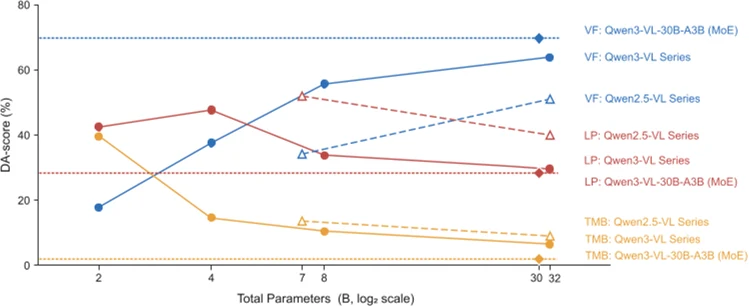 80
60
40
20
0
DA-score (%)
2 4 7 8 30 32
Total Parameters (B, log₂ scale)
VF: Qwen3-VL-30B-A3B (MoE)
VF: Qwen3-VL Series
VF: Qwen2.5-VL Series
LP: Qwen2.5-VL Series
LP: Qwen3-VL Series
LP: Qwen3-VL-30B-A3B (MoE)
TMB: Qwen2.5-VL Series
TMB: Qwen3-VL Series
TMB: Qwen3-VL-30B-A3B (MoE)